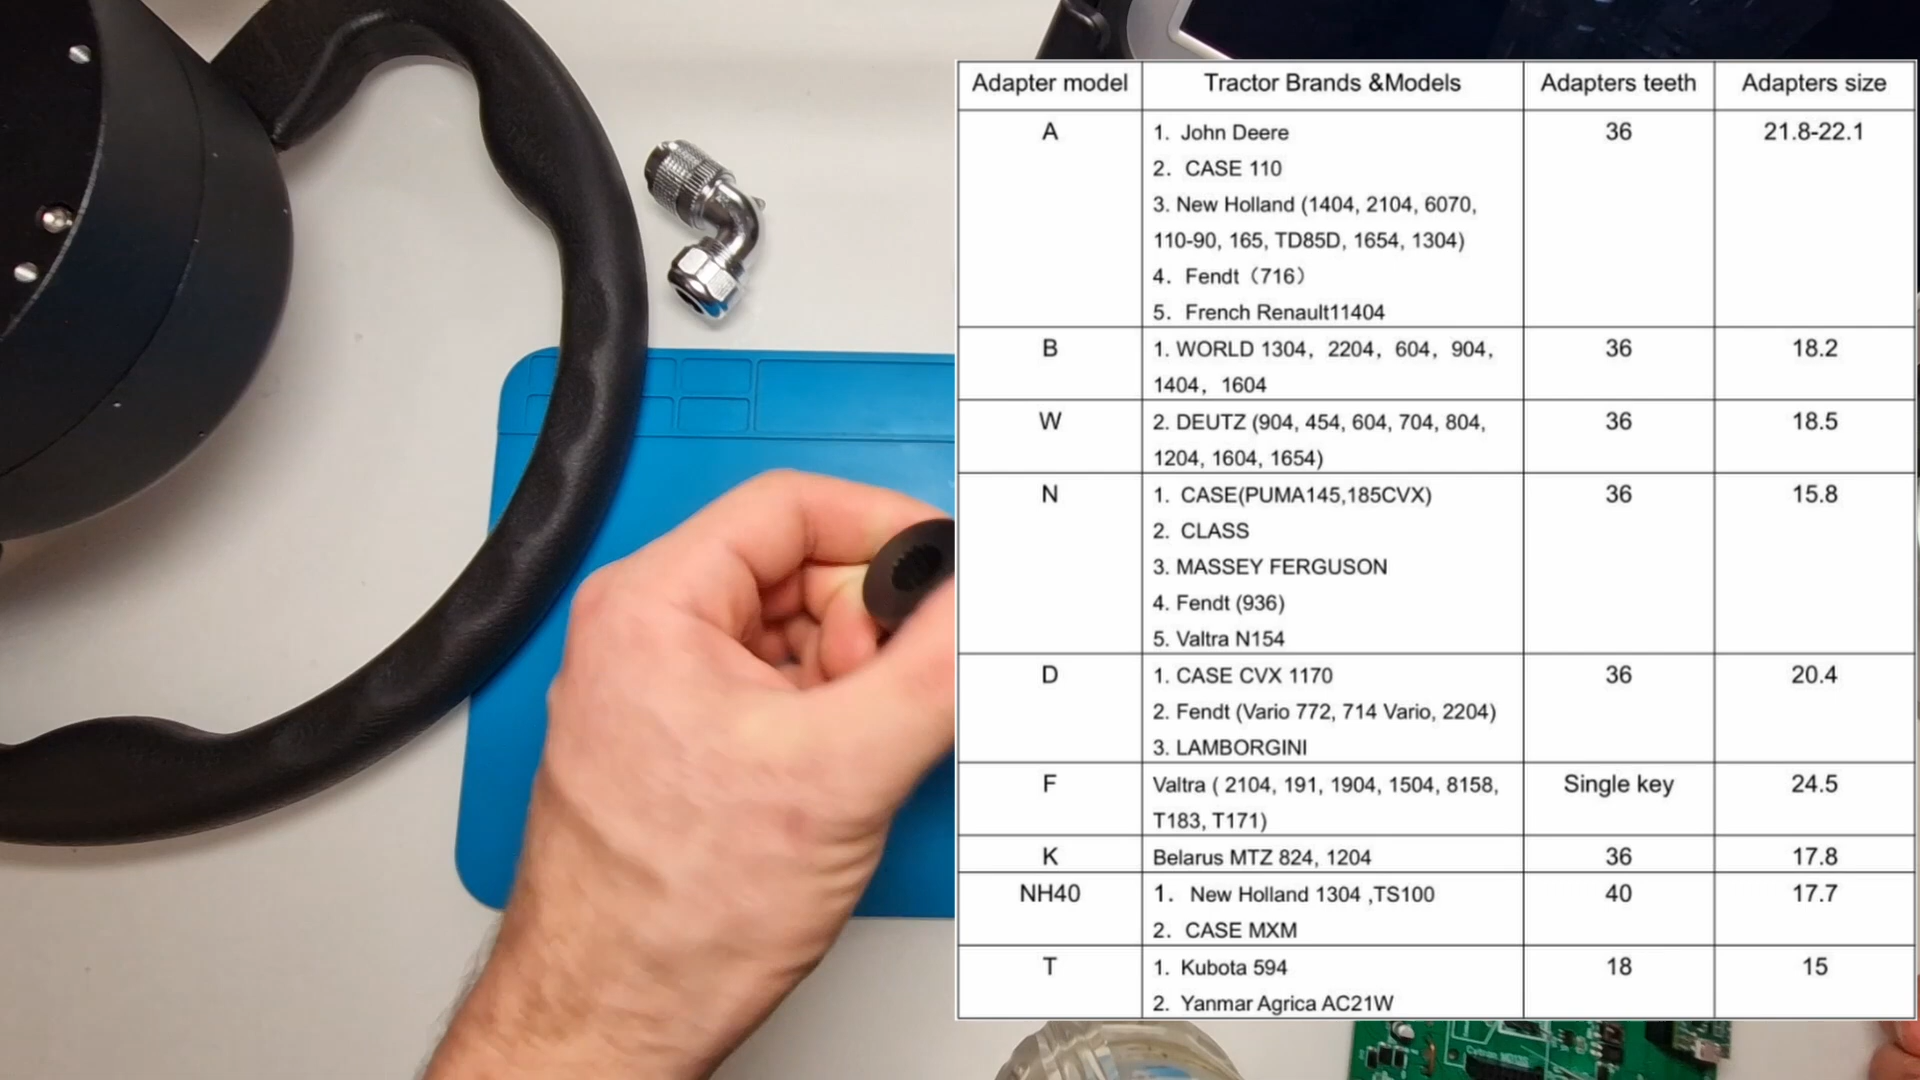 Adapter model Tractor Brands &Models Adapters teeth Adapters size
A 1. John Deere 36 21.8-22.1
2. CASE 110
3. New Holland (1404, 2104, 6070,
110-90, 165, TD85D, 1654, 1304)
4. Fendt（716）
5. French Renault11404
B 1. WORLD 1304, 2204, 604, 904, 36 18.2
1404, 1604
W 2. DEUTZ (904, 454, 604, 704, 804, 36 18.5
1204, 1604, 1654)
N 1. CASE(PUMA145,185CVX) 36 15.8
2. CLASS
3. MASSEY FERGUSON
4. Fendt (936)
5. Valtra N154
D 1. CASE CVX 1170 36 20.4
2. Fendt (Vario 772, 714 Vario, 2204)
3. LAMBORGINI
F Valtra ( 2104, 191, 1904, 1504, 8158, Single key 24.5
T183, T171)
K Belarus MTZ 824, 1204 36 17.8
NH40 1. New Holland 1304 ,TS100 40 17.7
2. CASE MXM
T 1. Kubota 594 18 15
2. Yanmar Agrica AC21W